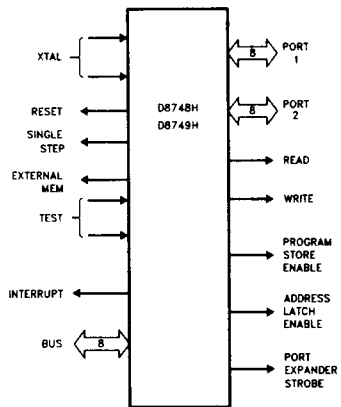 XTAL
RESET
SINGLE
STEP
EXTERNAL
MEM
TEST
INTERRUPT
BUS
8
D8748H
D8749H
8
PORT
1
8
PORT
2
READ
WRITE
PROGRAM
STORE
ENABLE
ADDRESS
LATCH
ENABLE
PORT
EXPANDER
STROBE